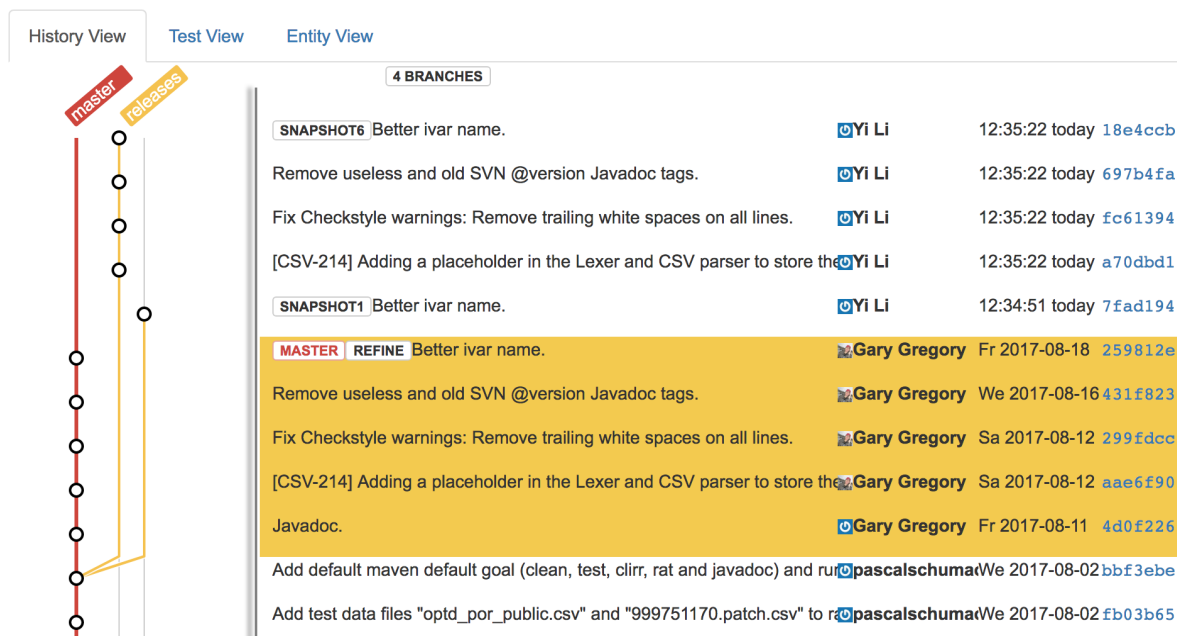 History View Test View Entity View
master releases
4 BRANCHES
SNAPSHOT6 Better ivar name. Yi Li 12:35:22 today 18e4ccb
Remove useless and old SVN @version Javadoc tags. Yi Li 12:35:22 today 697b4fa
Fix Checkstyle warnings: Remove trailing white spaces on all lines. Yi Li 12:35:22 today fc61394
[CSV-214] Adding a placeholder in the Lexer and CSV parser to store the Yi Li 12:35:22 today a70dbd1
SNAPSHOT1 Better ivar name. Yi Li 12:34:51 today 7fad194
MASTER REFINE Better ivar name. Gary Gregory Fr 2017-08-18 259812e
Remove useless and old SVN @version Javadoc tags. Gary Gregory We 2017-08-16 431f823
Fix Checkstyle warnings: Remove trailing white spaces on all lines. Gary Gregory Sa 2017-08-12 299fdcc
[CSV-214] Adding a placeholder in the Lexer and CSV parser to store the Gary Gregory Sa 2017-08-12 aae6f90
Javadoc. Gary Gregory Fr 2017-08-11 4d0f226
Add default maven default goal (clean, test, clirr, rat and javadoc) and run pascalschumac We 2017-08-02 bbf3ebe
Add test data files "optd_por_public.csv" and "999751170.patch.csv" to ra pascalschumac We 2017-08-02 fb03b65